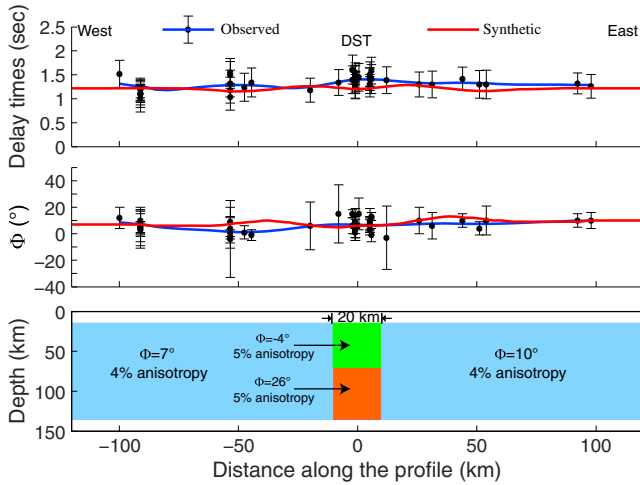 West
Observed
DST
Synthetic
East
Delay times (sec)
2.5
2
1.5
1
0.5
0
Φ (°)
40
20
0
−20
−40
Depth (km)
0
50
100
150
20 km
Φ=7°
4% anisotropy
Φ=-4°
5% anisotropy
Φ=26°
5% anisotropy
Φ=10°
4% anisotropy
−100
−50
0
50
100
Distance along the profile (km)